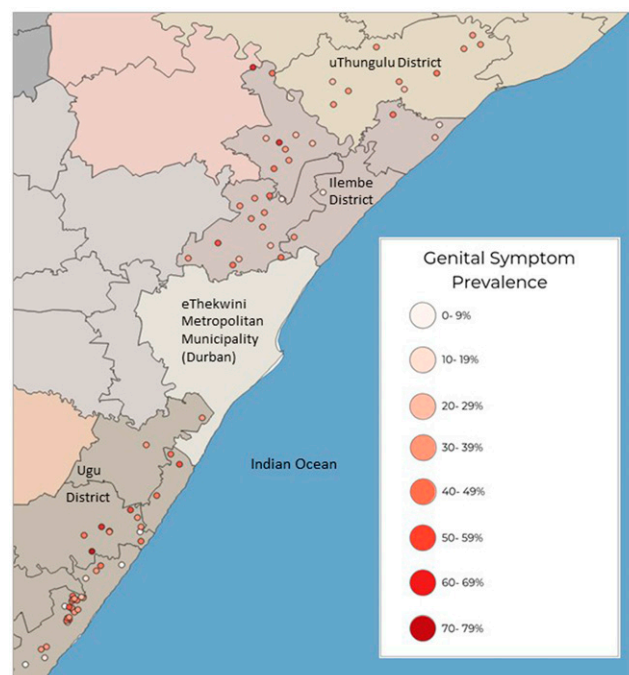 uThungulu District
Ilembe
District
eThekwini
Metropolitan
Municipality
(Durban)
Ugu
District
Indian Ocean
Genital Symptom
Prevalence
0- 9%
10- 19%
20- 29%
30- 39%
40- 49%
50- 59%
60- 69%
70- 79%